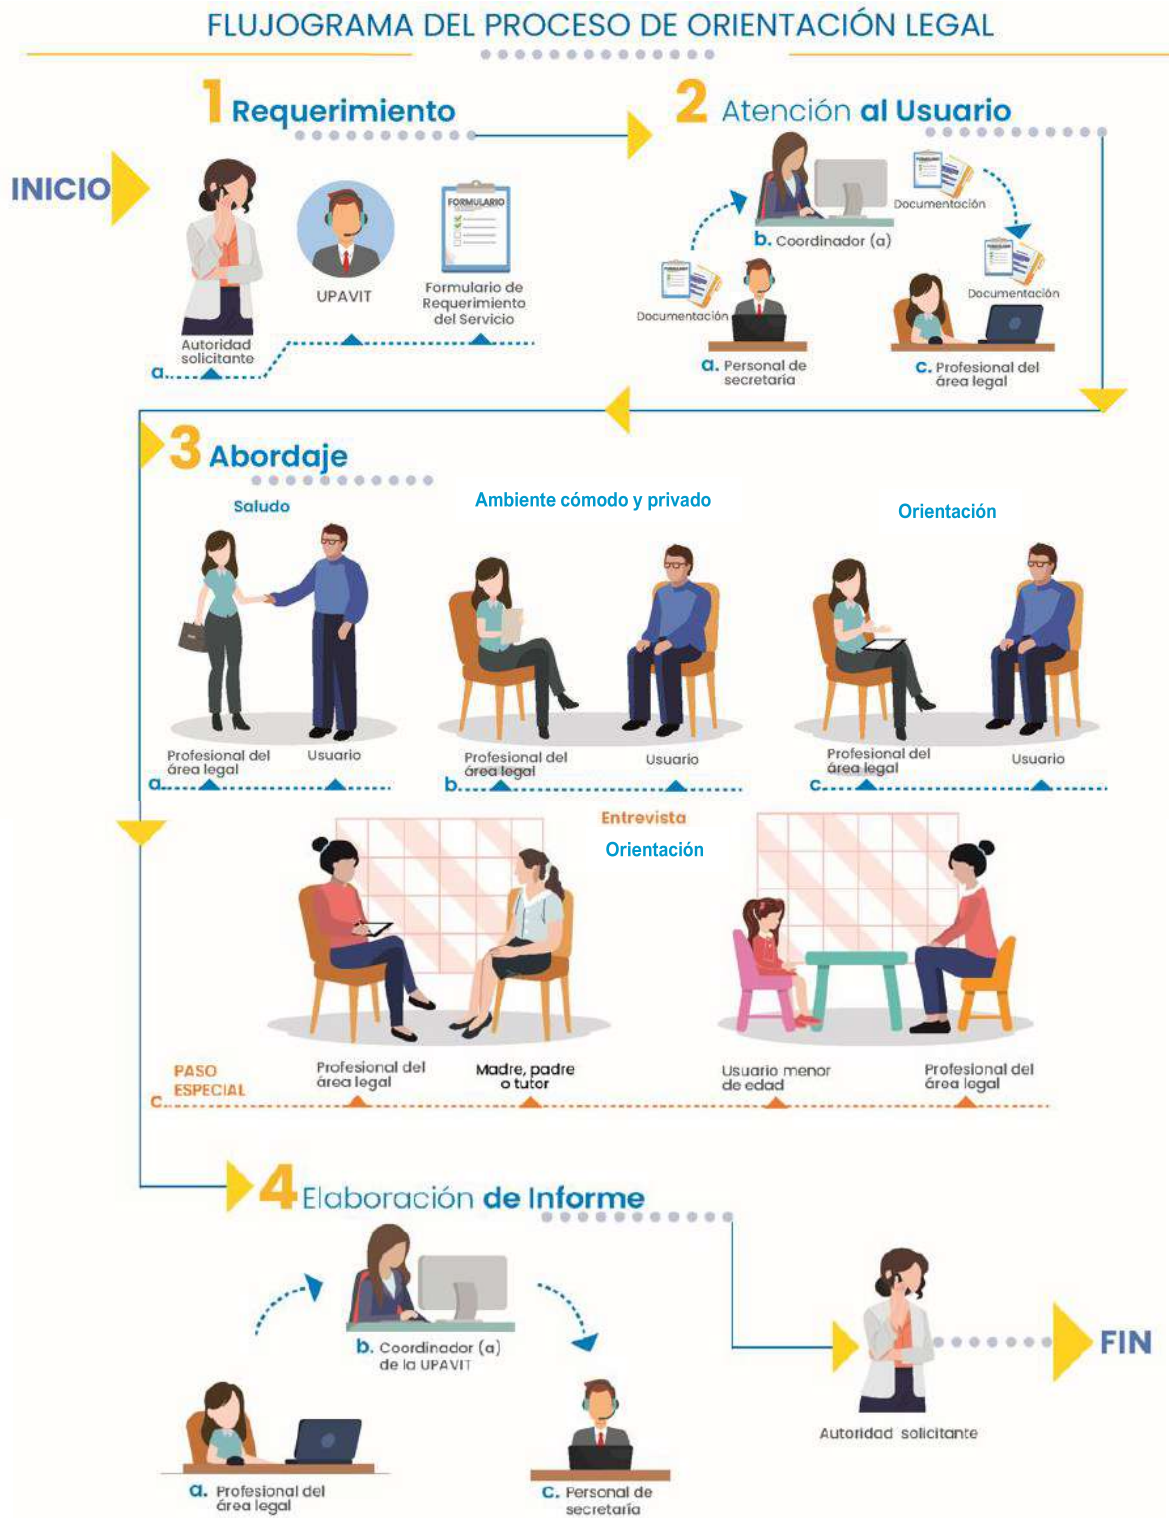 FLUJOGRAMA DEL PROCESO DE ORIENTACIÓN LEGAL
1 Requerimiento
2 Atención al Usuario
INICIO
FORMULARIO
UPAVIT
Formulario de
Requerimiento
del Servicio
Autoridad
solicitante
a.
Documentación
b. Coordinador (a)
Documentación
Documentación
a. Personal de
secretaría
c. Profesional del
área legal
3 Abordaje
Saludo
Ambiente cómodo y privado
Orientación
Profesional del
área legal
Usuario
a.
Profesional del
área legal
Usuario
b.
Profesional del
área legal
Usuario
c.
Entrevista
Orientación
PASO
ESPECIAL
c.
Profesional del
área legal
Madre, padre
o tutor
Usuario menor
de edad
Profesional del
área legal
4 Elaboración de Informe
b. Coordinador (a)
de la UPAVIT
FIN
Autoridad solicitante
a. Profesional del
área legal
c. Personal de
secretaría